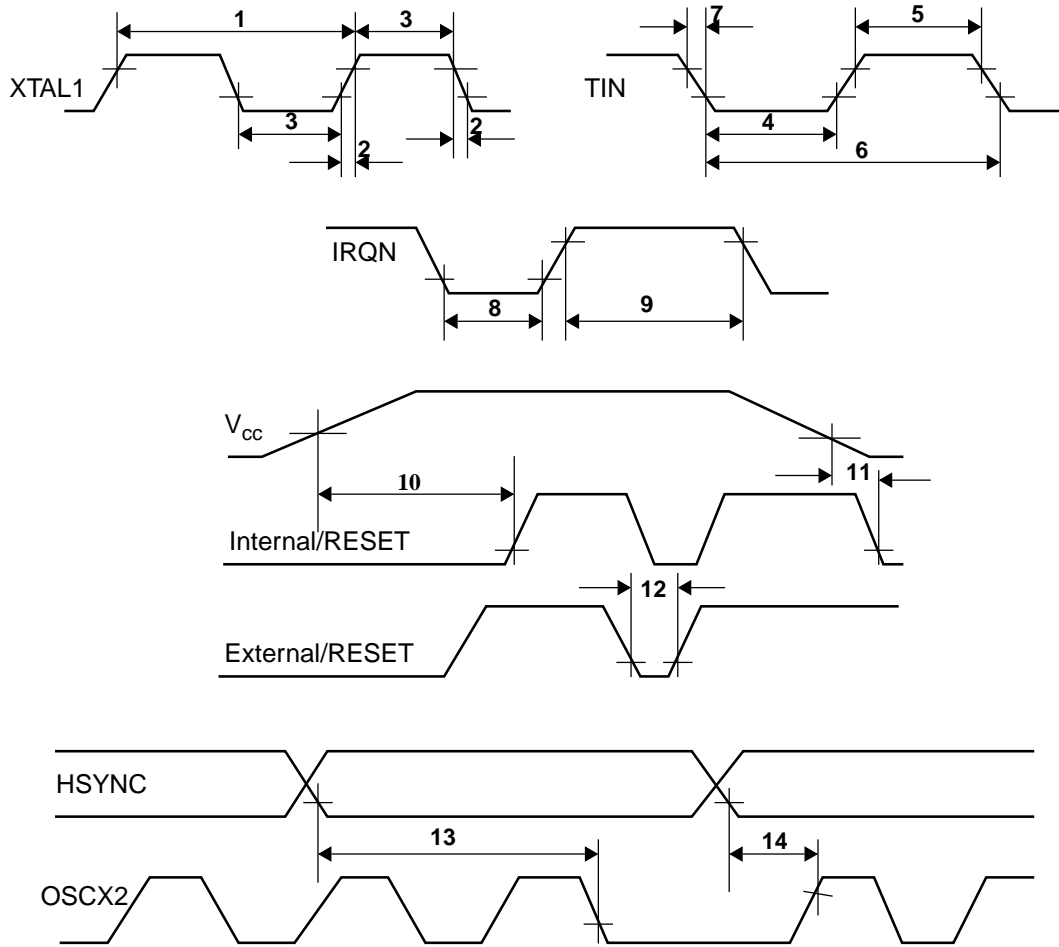 1
3
7
5
XTAL1
TIN
3
2
4
2
6
IRQN
8
9
Vcc
10
11
Internal/RESET
12
External/RESET
HSYNC
13
14
OSCX2